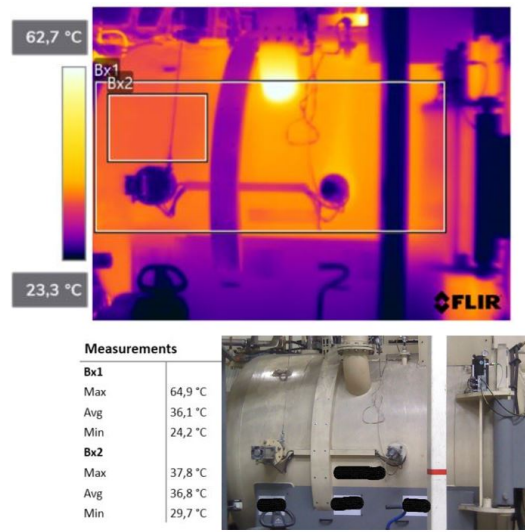 62,7 °C
Bx1
Bx2
23,3 °C
FLIR
Measurements
Bx1
Max 64,9 °C
Avg 36,1 °C
Min 24,2 °C
Bx2
Max 37,8 °C
Avg 36,8 °C
Min 29,7 °C